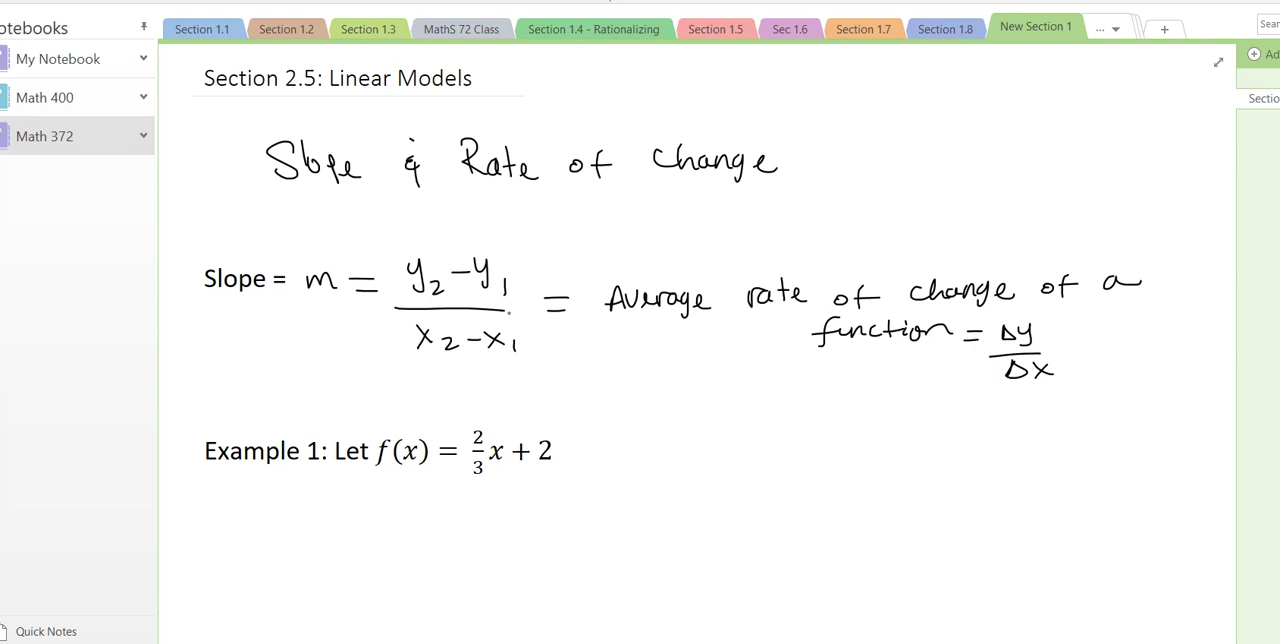 otebooks
Section 1.1
Section 1.2
Section 1.3
MathS 72 Class
Section 1.4 - Rationalizing
Section 1.5
Sec 1.6
Section 1.7
Section 1.8
New Section 1
...
+
Sear
My Notebook
Math 400
Math 372
Ad
Sectio
Section 2.5: Linear Models
Slope & Rate of change
Slope = m = (y₂ - y₁)/(x₂ - x₁) = Average rate of change of a
function = Δy/Δx
Example 1: Let f(x) = 2/3 x + 2
Quick Notes